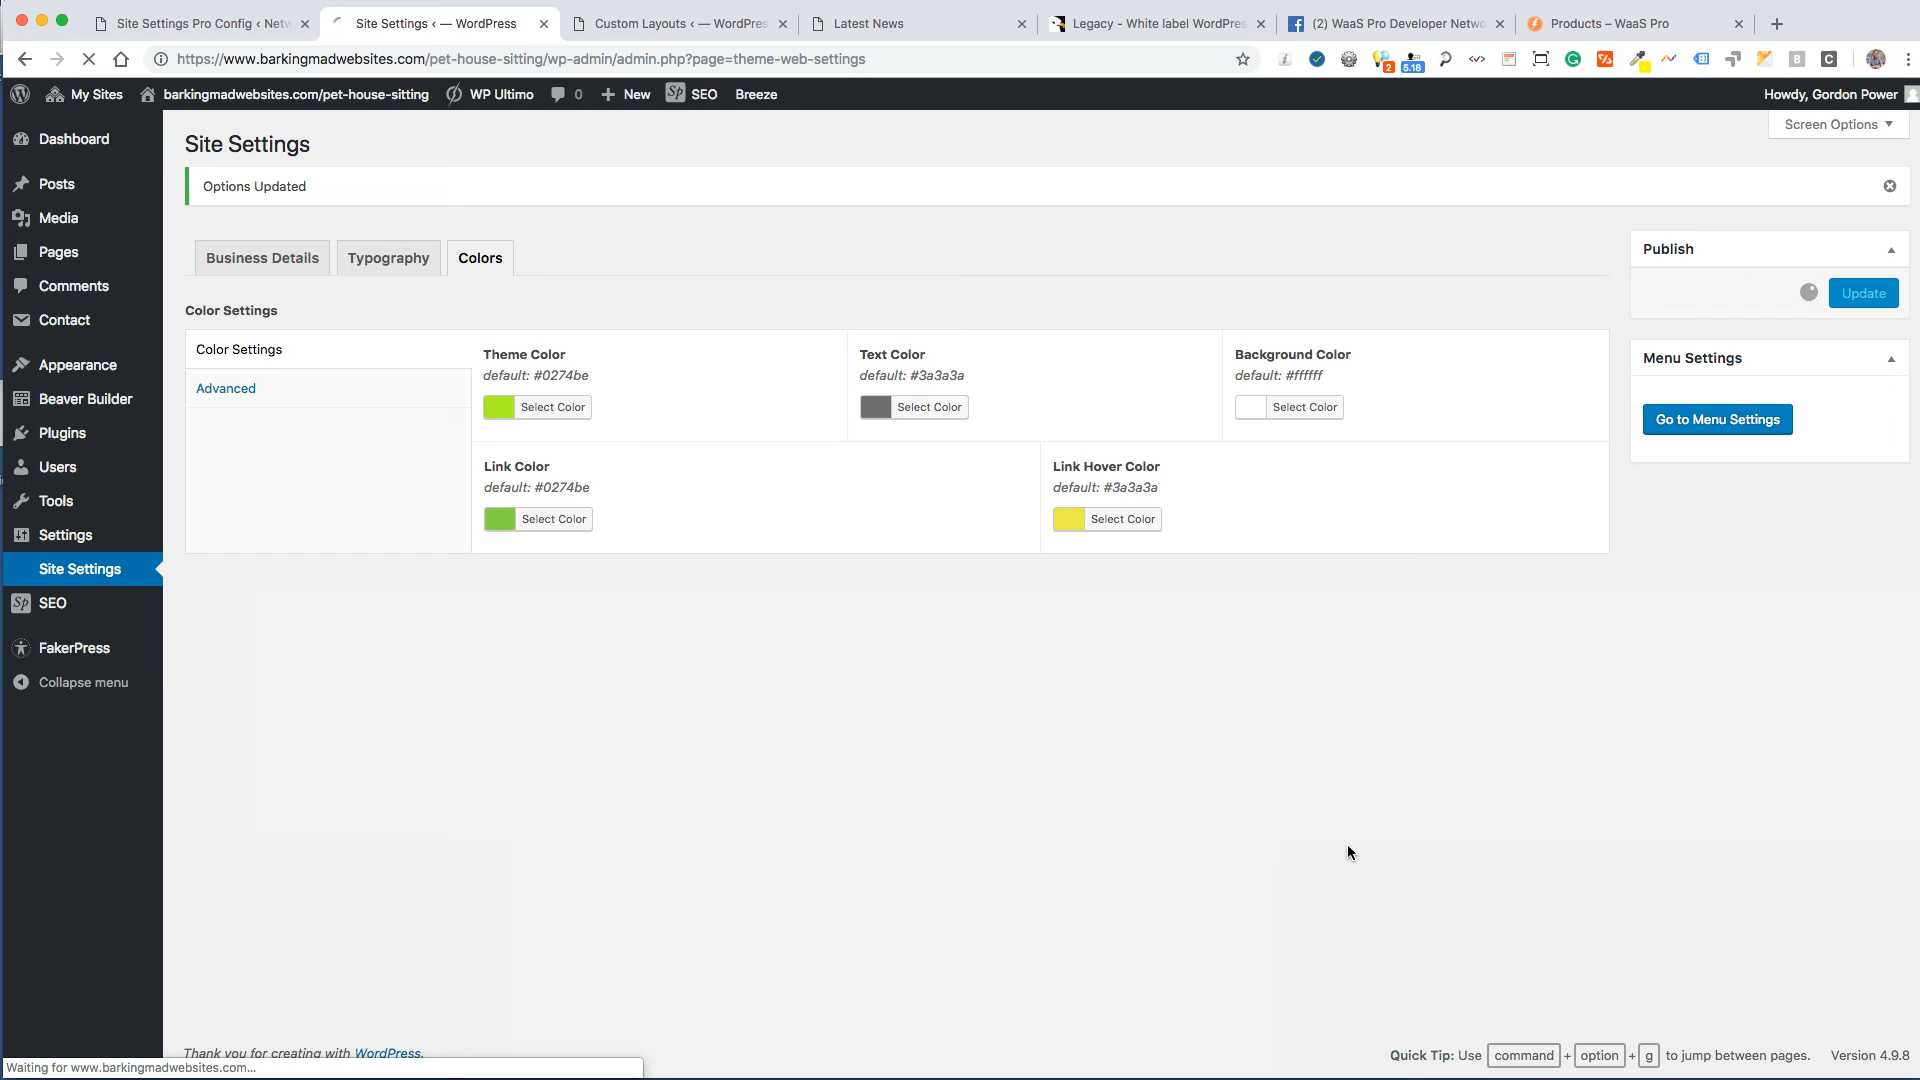 Site Settings Pro Config ‹ Netw
Site Settings ‹ — WordPress
Custom Layouts ‹ — WordPres
Latest News
Legacy - White label WordPres
(2) WaaS Pro Developer Netwo
Products – WaaS Pro
https://www.barkingmadwebsites.com/pet-house-sitting/wp-admin/admin.php?page=theme-web-settings
2
5.18
B
C
My Sites
barkingmadwebsites.com/pet-house-sitting
WP Ultimo
0
New
Sp SEO
Breeze
Howdy, Gordon Power
Screen Options
Dashboard
Posts
Media
Pages
Comments
Contact
Appearance
Beaver Builder
Plugins
Users
Tools
Settings
Site Settings
Sp SEO
FakerPress
Collapse menu
Site Settings
Options Updated
Business Details
Typography
Colors
Color Settings
Color Settings
Advanced
Theme Color
default: #0274be
Select Color
Text Color
default: #3a3a3a
Select Color
Background Color
default: #ffffff
Select Color
Link Color
default: #0274be
Select Color
Link Hover Color
default: #3a3a3a
Select Color
Publish
Update
Menu Settings
Go to Menu Settings
Thank you for creating with WordPress.
Quick Tip: Use command + option + g to jump between pages.
Version 4.9.8
Waiting for www.barkingmadwebsites.com...